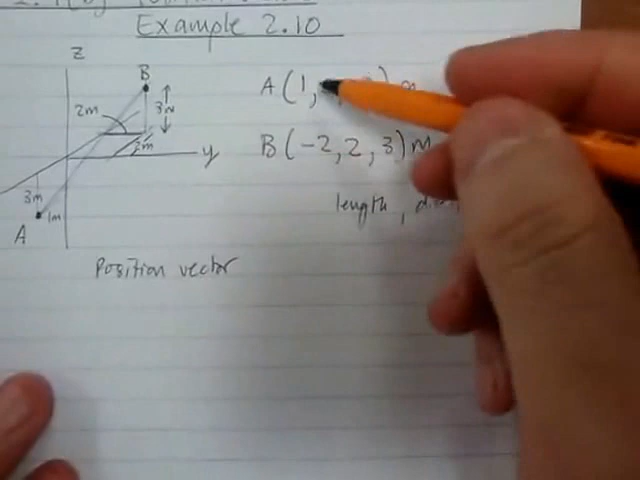 Example 2.10
z
B
A (1,
2m
3m
B (-2, 2, 3) m
2m
y
3m
1m
length,
A
Position vector